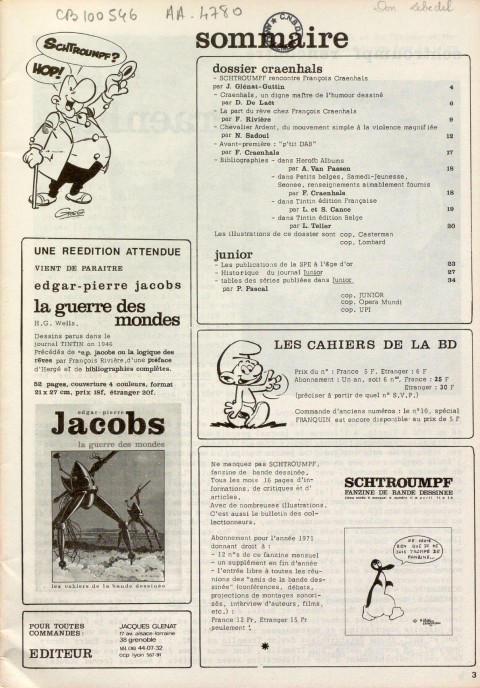 CB100546
AA.4780
Don Lebedel
sommaire
SCHTROUMPF?
HOP!
dossier craenhals
- SCHTROUMPF rencontre François Craenhals
par J. Glénat-Guttin 4
- Craenhals, un digne maître de l'humour dessiné
par D. De Laët 6
- La part du rêve chez François Craenhals
par F. Rivière 9
- Chevalier Ardent, du mouvement simple à la violence magnifiée
par N. Sadoul 12
- Avant-première : "p'tit DAB"
par F. Craenhals 17
- Bibliographies - dans Heroïc Albums
par A. Van Passen 18
- dans Petits belges, Samedi-Jeunesse,
Seonee, renseignements aimablement fournis
par F. Craenhals 18
- dans Tintin édition Française
par L. et S. Cance 19
- dans Tintin édition Belge
par L. Teller 20
Les illustrations de ce dossier sont cop. Casterman
cop. Lombard
junior
- Les publications de la SPE à l'âge d'or 23
- Historique du journal Junior 27
- tables des séries publiées dans Junior 34
par P. Pascal
cop. JUNIOR
cop. Opera Mundi
cop. UPI
UNE REEDITION ATTENDUE
VIENT DE PARAITRE
edgar-pierre jacobs
la guerre des
mondes
H.G. Wells.
Dessins parus dans le
journal TINTIN en 1946
Précédés de "e.p. jacobs ou la logique des
rêves par François Rivière, d'une préface
d'Hergé et de bibliographies complètes.
52 pages, couverture 4 couleurs, format
21 x 27 cm, prix 18f, étranger 20f.
edgar-pierre
Jacobs
la guerre des mondes
les cahiers de la bande dessinée
LES CAHIERS DE LA BD
Prix du n° : France 5 F, Etranger : 6 F
Abonnement : Un an, soit 6 nos, France : 25 F
Etranger : 30 F
(préciser à partir de quel n° S.V.P.)
Commande d'anciens numéros : le n°10, spécial
FRANQUIN est encore disponible au prix de 5 F
Ne manquez pas SCHTROUMPF,
fanzine de bande dessinée.
Tous les mois 16 pages d'in-
formations, de critiques et d'
articles.
Avec de nombreuses illustrations.
C'est aussi le bulletin des col-
lectionneurs.
Abonnement pour l'année 1971
donnant droit à :
- 12 n°s de ce fanzine mensuel
- un supplément en fin d'année
- l'entrée libre à toutes les réu-
nions des "amis de la bande des-
sinée" (conférences, débats,
projections de montages sonori-
sés, interview d'auteurs, films,
etc.) :
France 12 Fr, Etranger 15 Fr
seulement !
*
SCHTROUMPF
FANZINE DE BANDE DESSINEE
POUR TOUTES
COMMANDES :
EDITEUR
JACQUES GLENAT
17 av. alsace-lorraine
38 grenoble
tél. (76) 44-07-32
ccp lyon 567-31
3